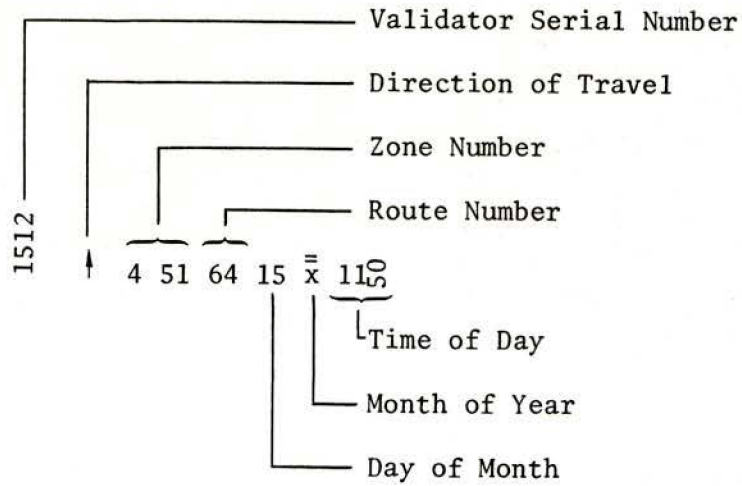 Validator Serial Number
Direction of Travel
Zone Number
Route Number
1512 ↑ 4 51 64 15 x̿ 11 50
Time of Day
Month of Year
Day of Month